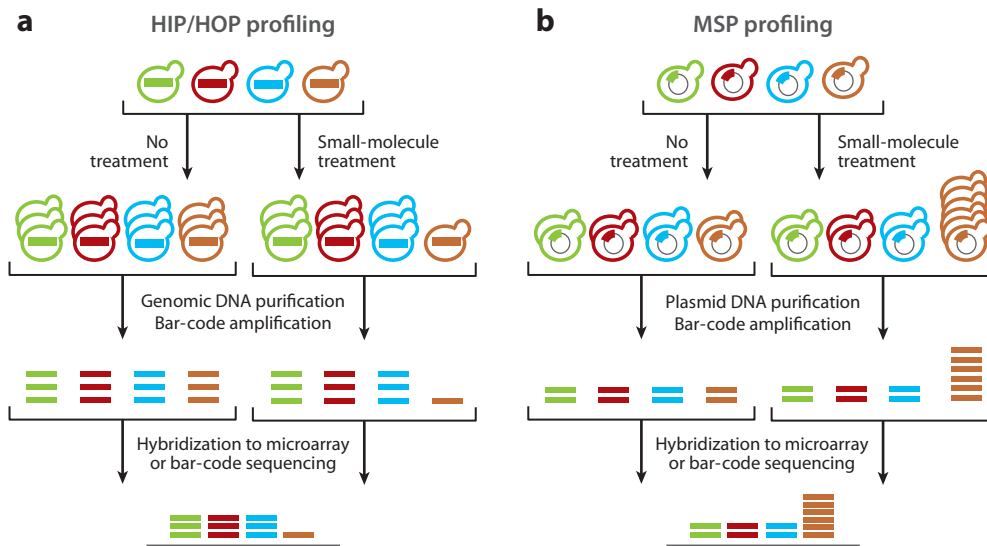 a
HIP/HOP profiling
No
treatment
Small-molecule
treatment
Genomic DNA purification
Bar-code amplification
Hybridization to microarray
or bar-code sequencing
b
MSP profiling
No
treatment
Small-molecule
treatment
Plasmid DNA purification
Bar-code amplification
Hybridization to microarray
or bar-code sequencing